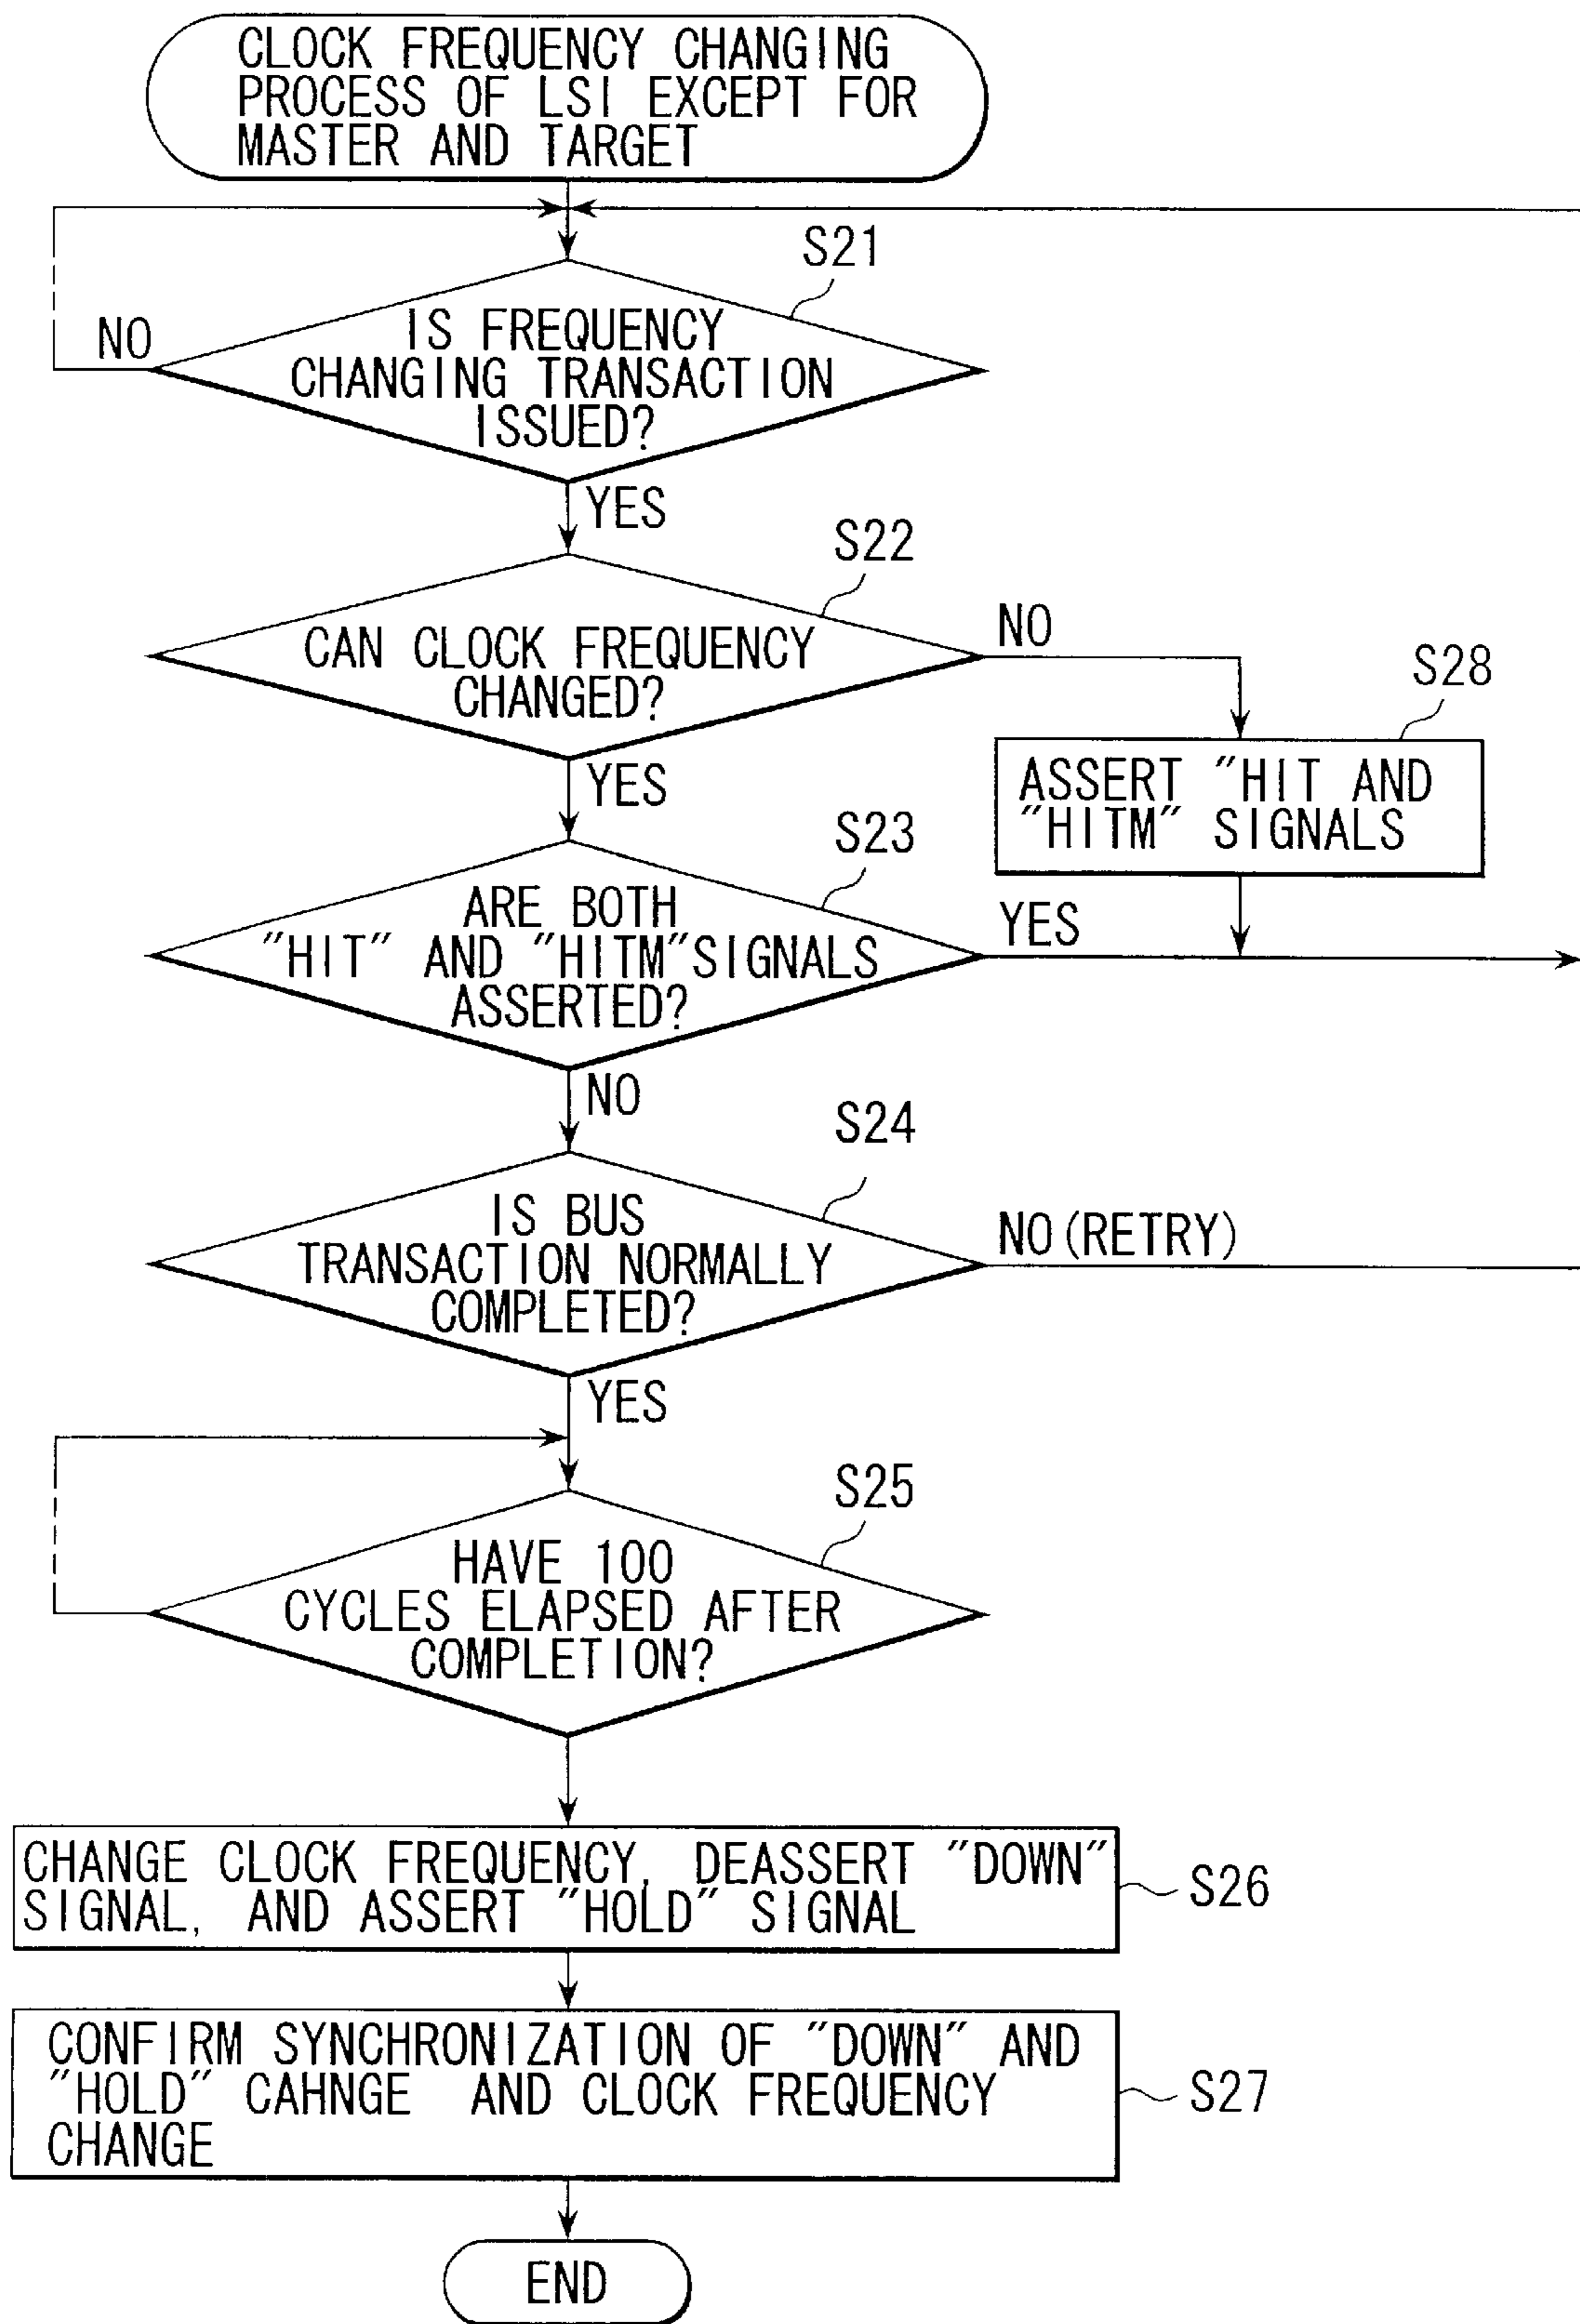 CLOCK FREQUENCY CHANGING
PROCESS OF LSI EXCEPT FOR
MASTER AND TARGET
S21
IS FREQUENCY
CHANGING TRANSACTION
ISSUED?
NO
YES
S22
CAN CLOCK FREQUENCY
CHANGED?
NO
YES
S28
ASSERT "HIT AND
"HITM" SIGNALS
S23
ARE BOTH
"HIT" AND "HITM"SIGNALS
ASSERTED?
YES
NO
S24
IS BUS
TRANSACTION NORMALLY
COMPLETED?
NO(RETRY)
YES
S25
HAVE 100
CYCLES ELAPSED AFTER
COMPLETION?
CHANGE CLOCK FREQUENCY, DEASSERT "DOWN"
SIGNAL, AND ASSERT "HOLD" SIGNAL
S26
CONFIRM SYNCHRONIZATION OF "DOWN" AND
"HOLD" CAHNGE AND CLOCK FREQUENCY
CHANGE
S27
END